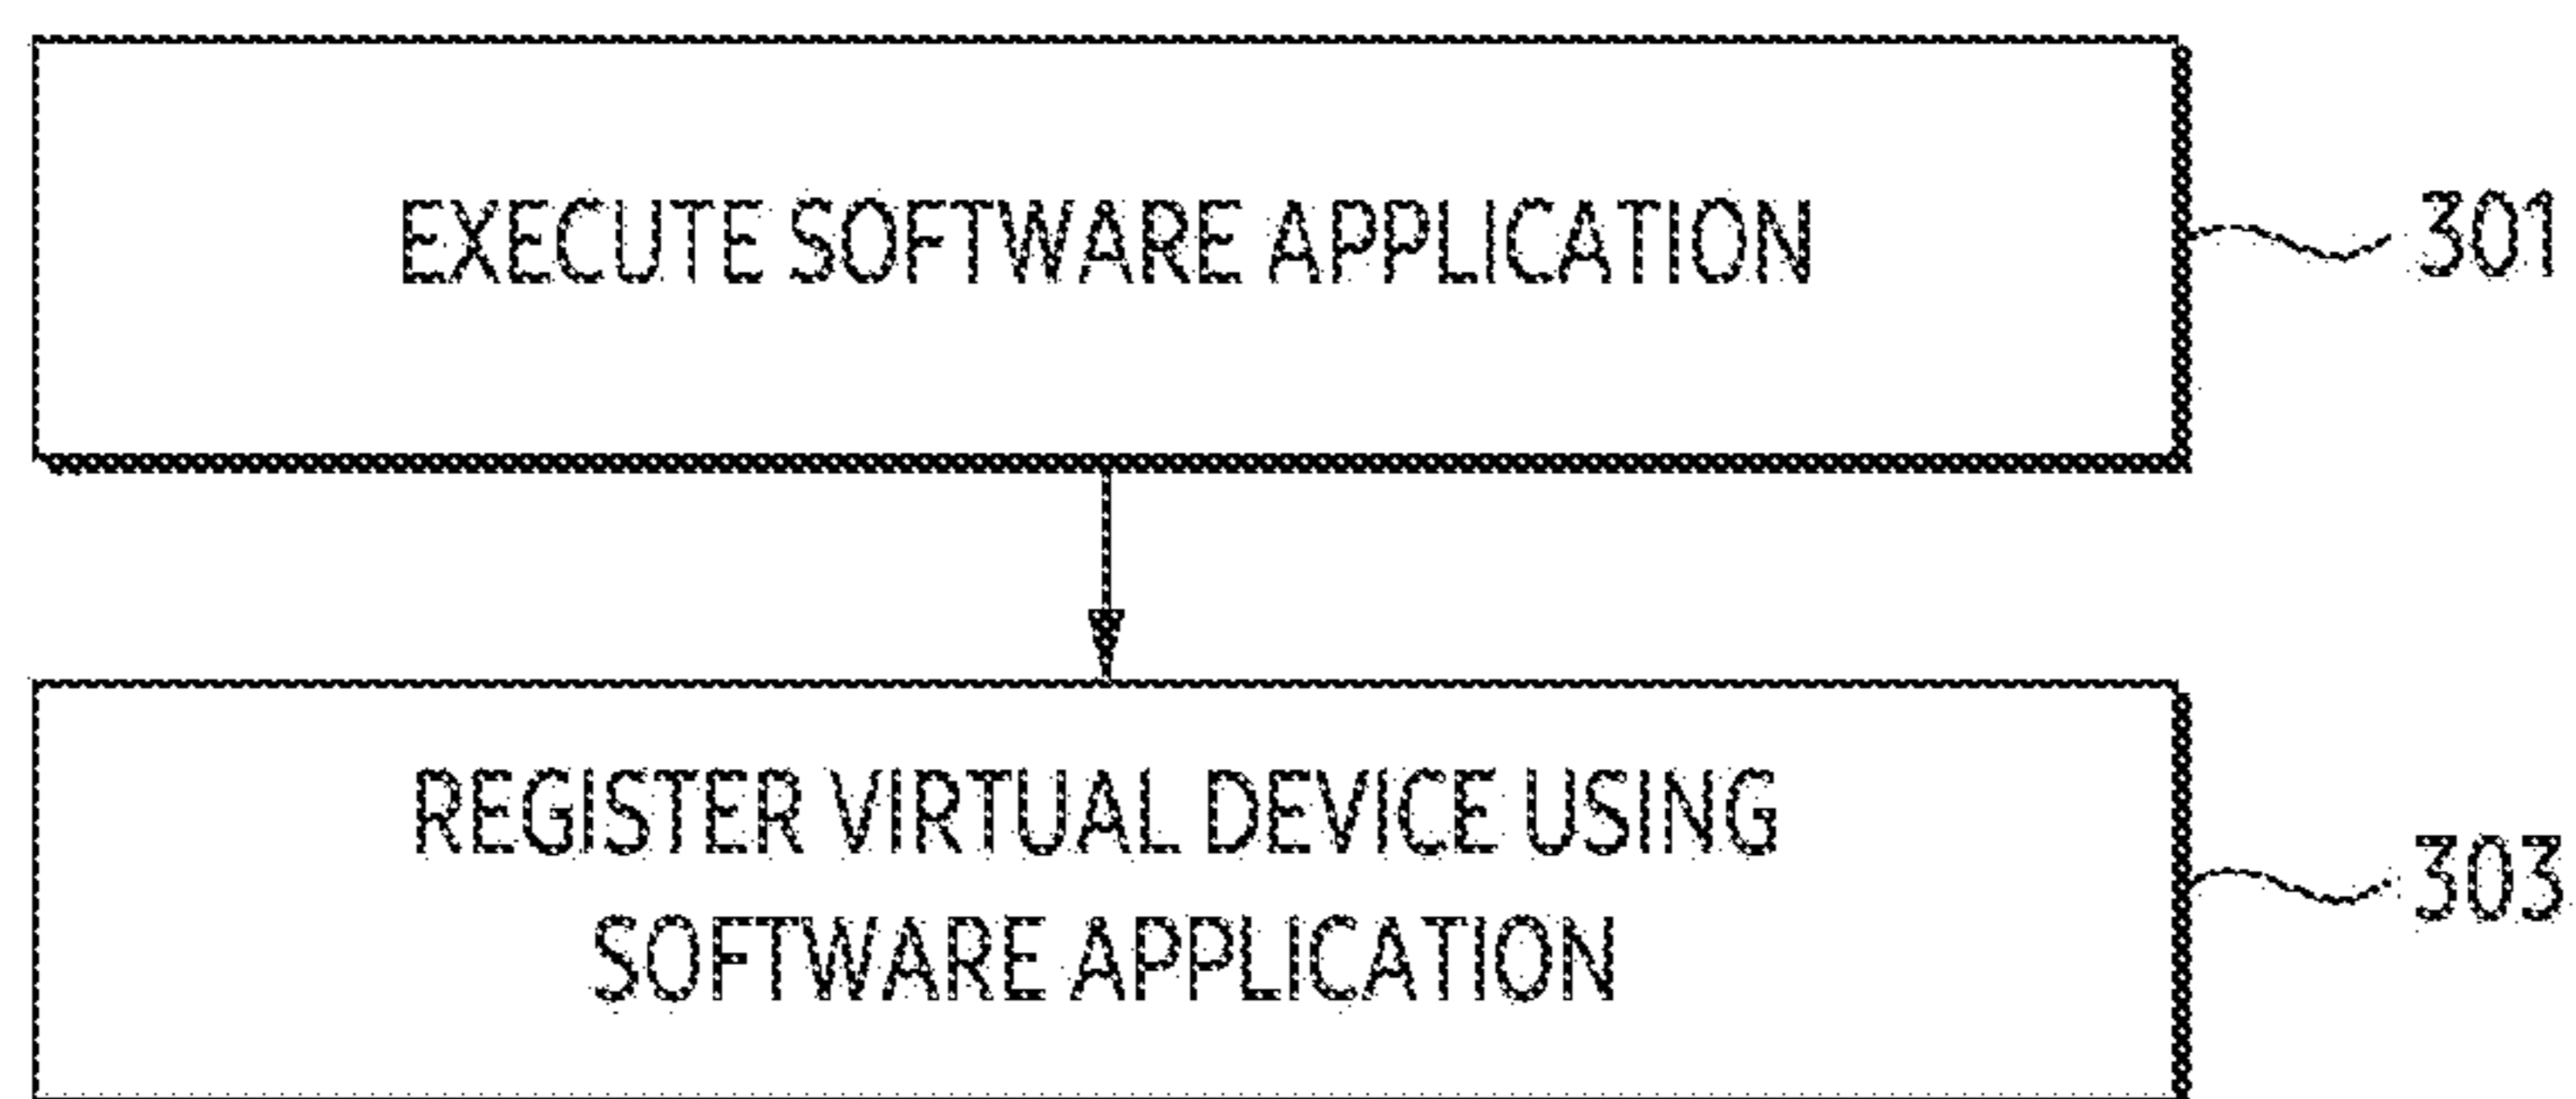 EXECUTE SOFTWARE APPLICATION
301
REGISTER VIRTUAL DEVICE USING
SOFTWARE APPLICATION
303